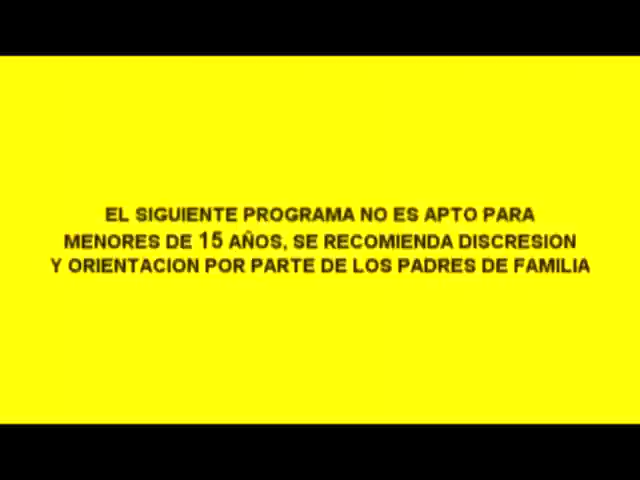 EL SIGUIENTE PROGRAMA NO ES APTO PARA
MENORES DE 15 AÑOS, SE RECOMIENDA DISCRESION
Y ORIENTACION POR PARTE DE LOS PADRES DE FAMILIA